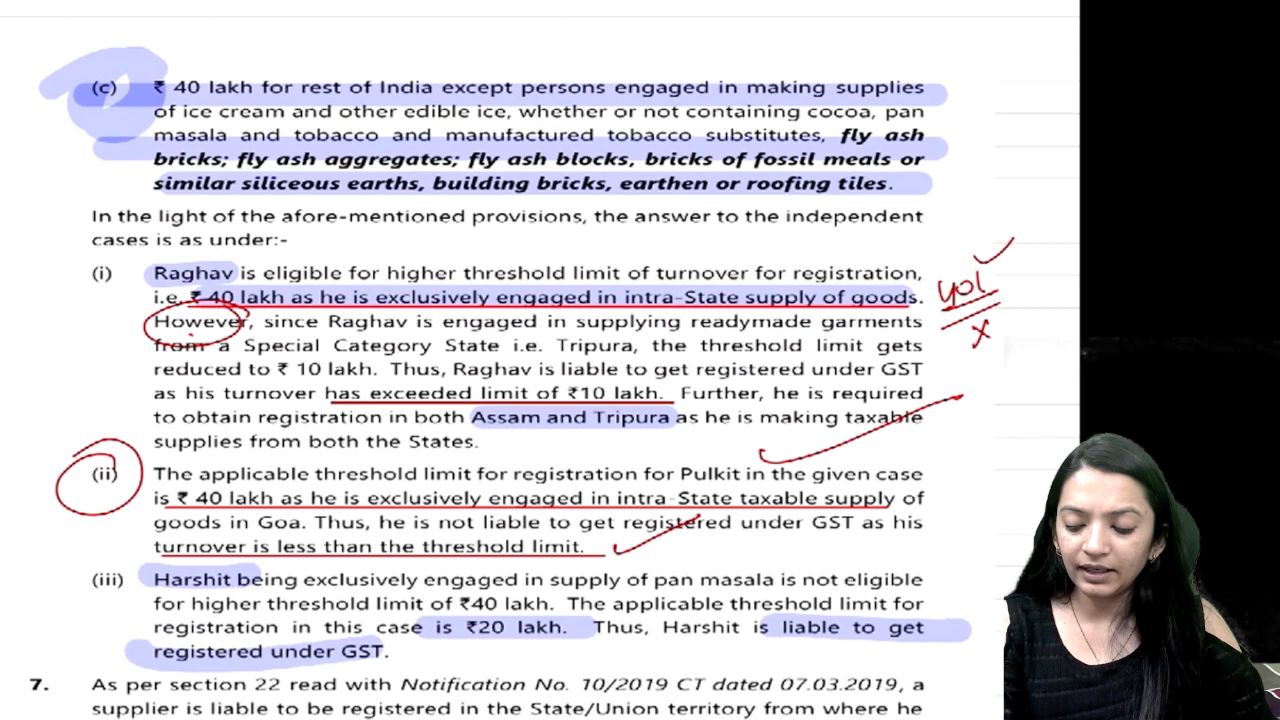 (c) ₹ 40 lakh for rest of India except persons engaged in making supplies
of ice cream and other edible ice, whether or not containing cocoa, pan
masala and tobacco and manufactured tobacco substitutes, fly ash
bricks; fly ash aggregates; fly ash blocks, bricks of fossil meals or
similar siliceous earths, building bricks, earthen or roofing tiles.
In the light of the afore-mentioned provisions, the answer to the independent
cases is as under:-
(i) Raghav is eligible for higher threshold limit of turnover for registration,
i.e. ₹ 40 lakh as he is exclusively engaged in intra-State supply of goods.
However, since Raghav is engaged in supplying readymade garments
from a Special Category State i.e. Tripura, the threshold limit gets
reduced to ₹ 10 lakh. Thus, Raghav is liable to get registered under GST
as his turnover has exceeded limit of ₹10 lakh. Further, he is required
to obtain registration in both Assam and Tripura as he is making taxable
supplies from both the States.
40l
x
(ii) The applicable threshold limit for registration for Pulkit in the given case
is ₹ 40 lakh as he is exclusively engaged in intra-State taxable supply of
goods in Goa. Thus, he is not liable to get registered under GST as his
turnover is less than the threshold limit.
(iii) Harshit being exclusively engaged in supply of pan masala is not eligible
for higher threshold limit of ₹40 lakh. The applicable threshold limit for
registration in this case is ₹20 lakh. Thus, Harshit is liable to get
registered under GST.
7. As per section 22 read with Notification No. 10/2019 CT dated 07.03.2019, a
supplier is liable to be registered in the State/Union territory from where he